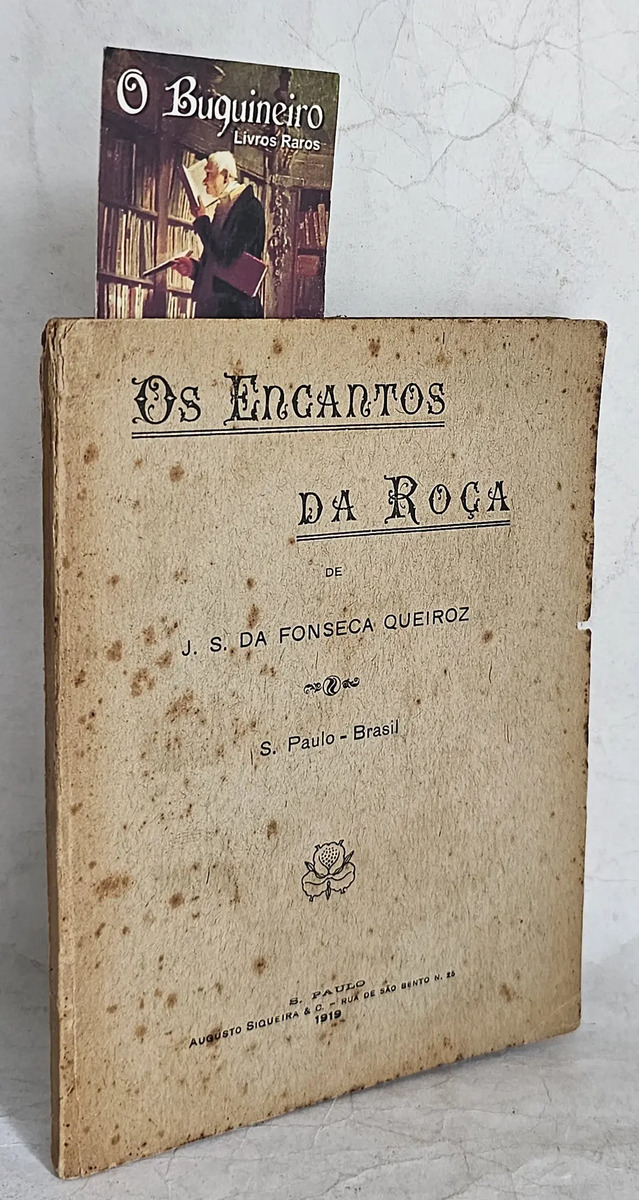 O Buquineiro
Livros Raros
Os Encantos
da Roça
DE
J. S. DA FONSECA QUEIROZ
S. Paulo - Brasil
S. PAULO
AUGUSTO SIQUEIRA & C. - RUA DE SÃO BENTO N. 25
1919